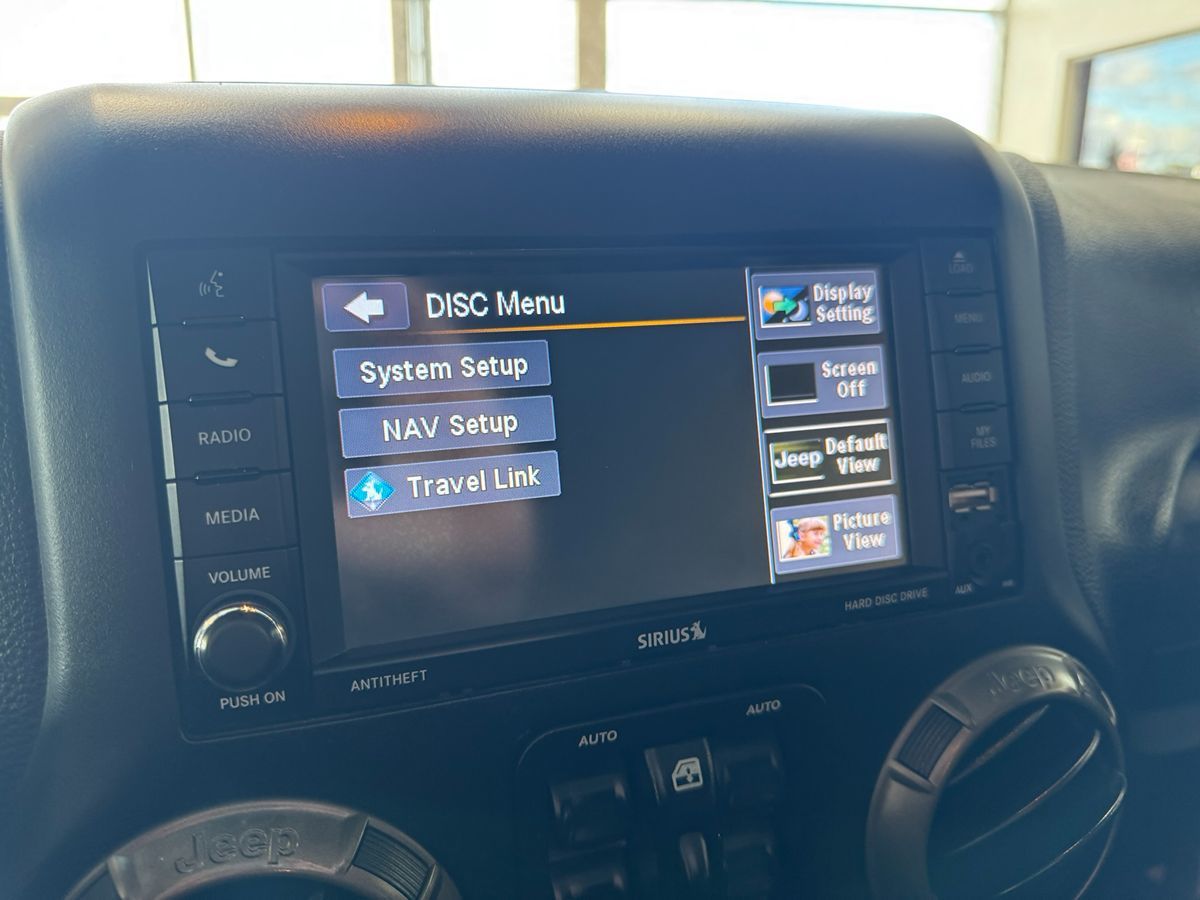 DISC Menu
System Setup
NAV Setup
Travel Link
Display
Setting
Screen
Off
Jeep
Default
View
Picture
View
RADIO
MEDIA
VOLUME
PUSH ON
ANTITHEFT
SIRIUS
HARD DISC DRIVE
LOAD
MENU
AUDIO
MY
FILES
AUX
AUTO
AUTO
Jeep
Jeep